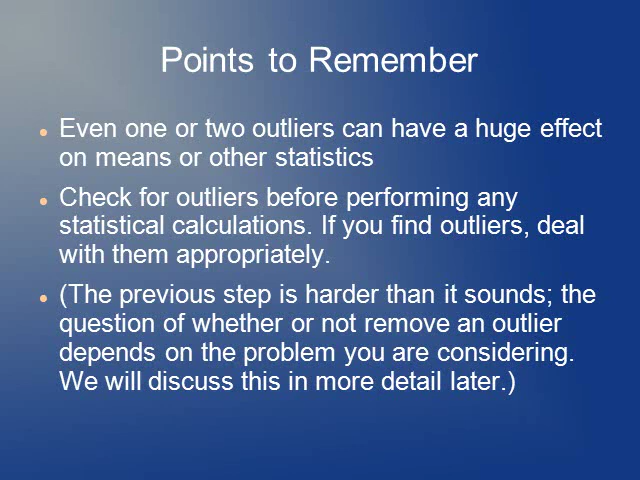 Points to Remember
Even one or two outliers can have a huge effect
on means or other statistics
Check for outliers before performing any
statistical calculations. If you find outliers, deal
with them appropriately.
(The previous step is harder than it sounds; the
question of whether or not remove an outlier
depends on the problem you are considering.
We will discuss this in more detail later.)